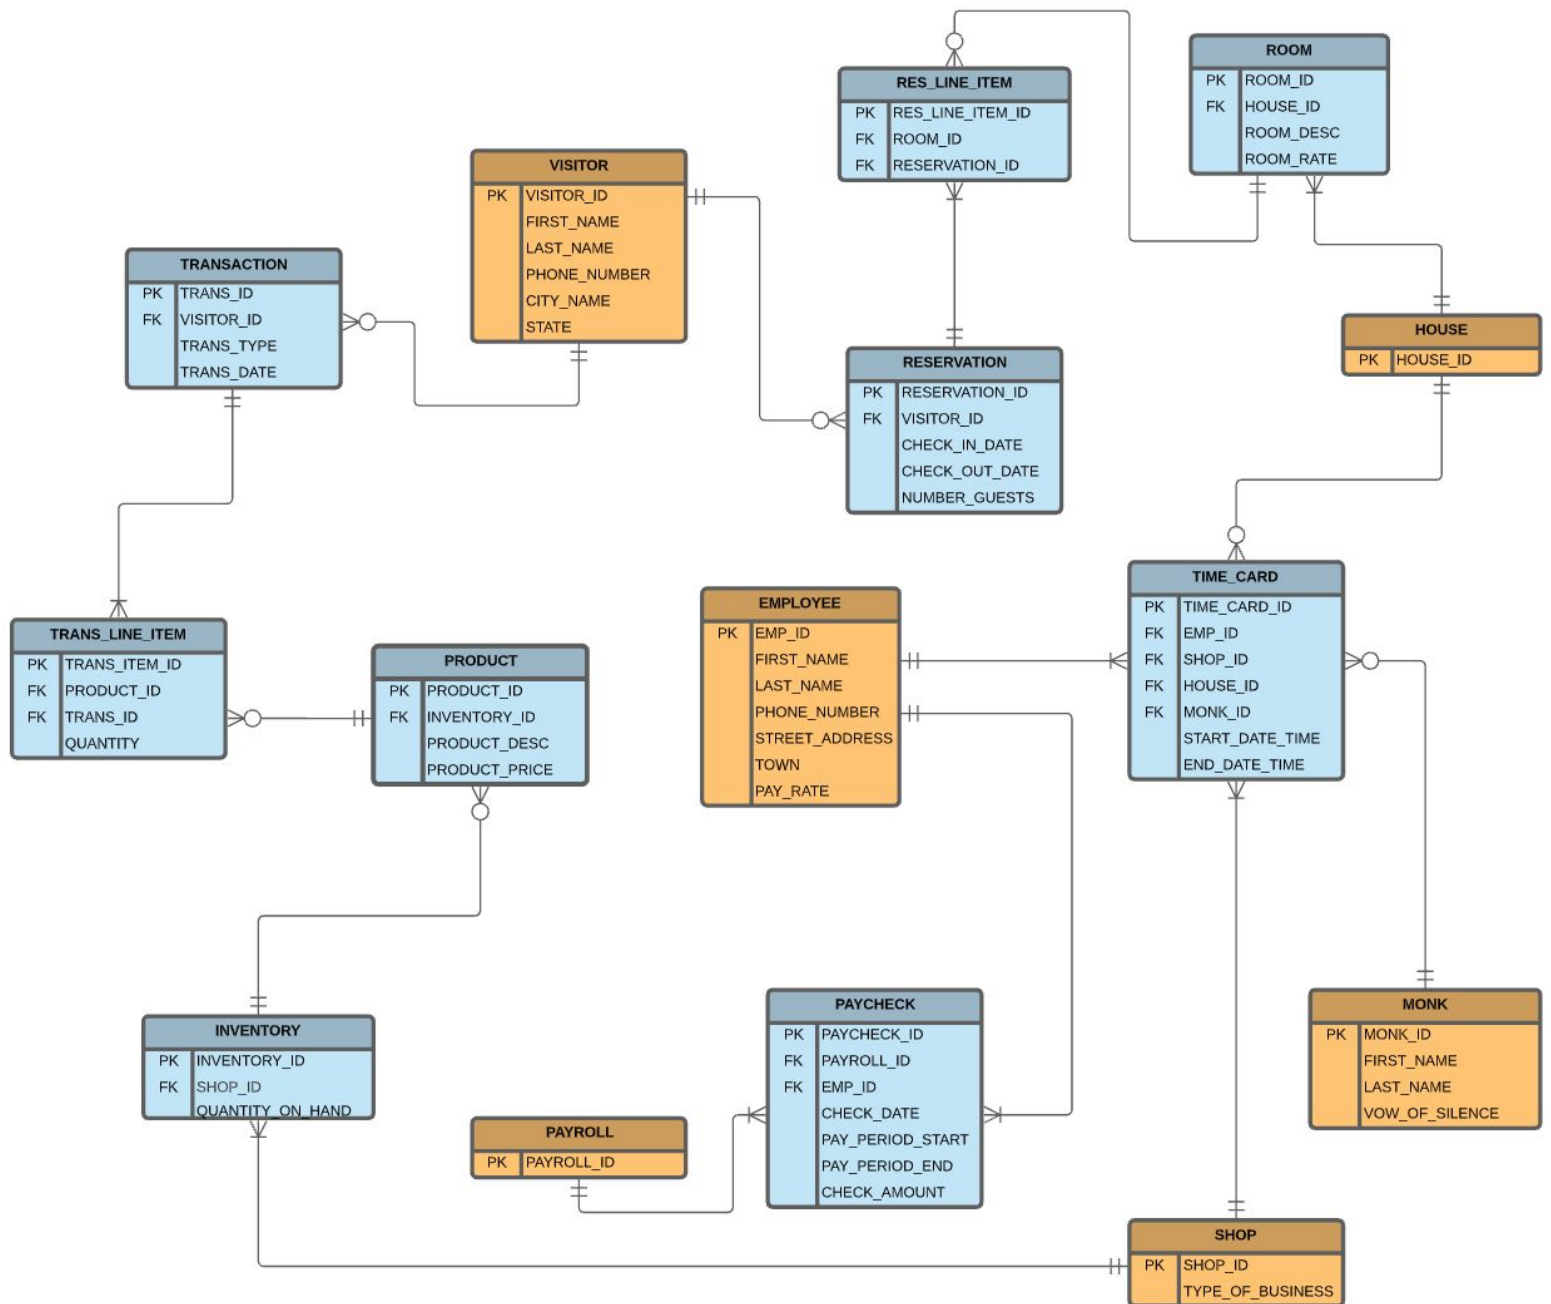 ROOM
PK ROOM_ID
FK HOUSE_ID
ROOM_DESC
ROOM_RATE
RES_LINE_ITEM
PK RES_LINE_ITEM_ID
FK ROOM_ID
FK RESERVATION_ID
VISITOR
PK VISITOR_ID
FIRST_NAME
LAST_NAME
PHONE_NUMBER
CITY_NAME
STATE
TRANSACTION
PK TRANS_ID
FK VISITOR_ID
TRANS_TYPE
TRANS_DATE
HOUSE
PK HOUSE_ID
RESERVATION
PK RESERVATION_ID
FK VISITOR_ID
CHECK_IN_DATE
CHECK_OUT_DATE
NUMBER_GUESTS
TIME_CARD
PK TIME_CARD_ID
FK EMP_ID
FK SHOP_ID
FK HOUSE_ID
FK MONK_ID
START_DATE_TIME
END_DATE_TIME
EMPLOYEE
PK EMP_ID
FIRST_NAME
LAST_NAME
PHONE_NUMBER
STREET_ADDRESS
TOWN
PAY_RATE
TRANS_LINE_ITEM
PK TRANS_ITEM_ID
FK PRODUCT_ID
FK TRANS_ID
QUANTITY
PRODUCT
PK PRODUCT_ID
FK INVENTORY_ID
PRODUCT_DESC
PRODUCT_PRICE
INVENTORY
PK INVENTORY_ID
FK SHOP_ID
QUANTITY_ON_HAND
PAYCHECK
PK PAYCHECK_ID
FK PAYROLL_ID
FK EMP_ID
CHECK_DATE
PAY_PERIOD_START
PAY_PERIOD_END
CHECK_AMOUNT
MONK
PK MONK_ID
FIRST_NAME
LAST_NAME
VOW_OF_SILENCE
PAYROLL
PK PAYROLL_ID
SHOP
PK SHOP_ID
TYPE_OF_BUSINESS